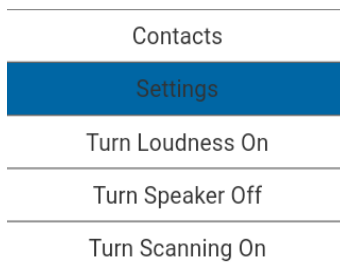 Contacts
Settings
Turn Loudness On
Turn Speaker Off
Turn Scanning On